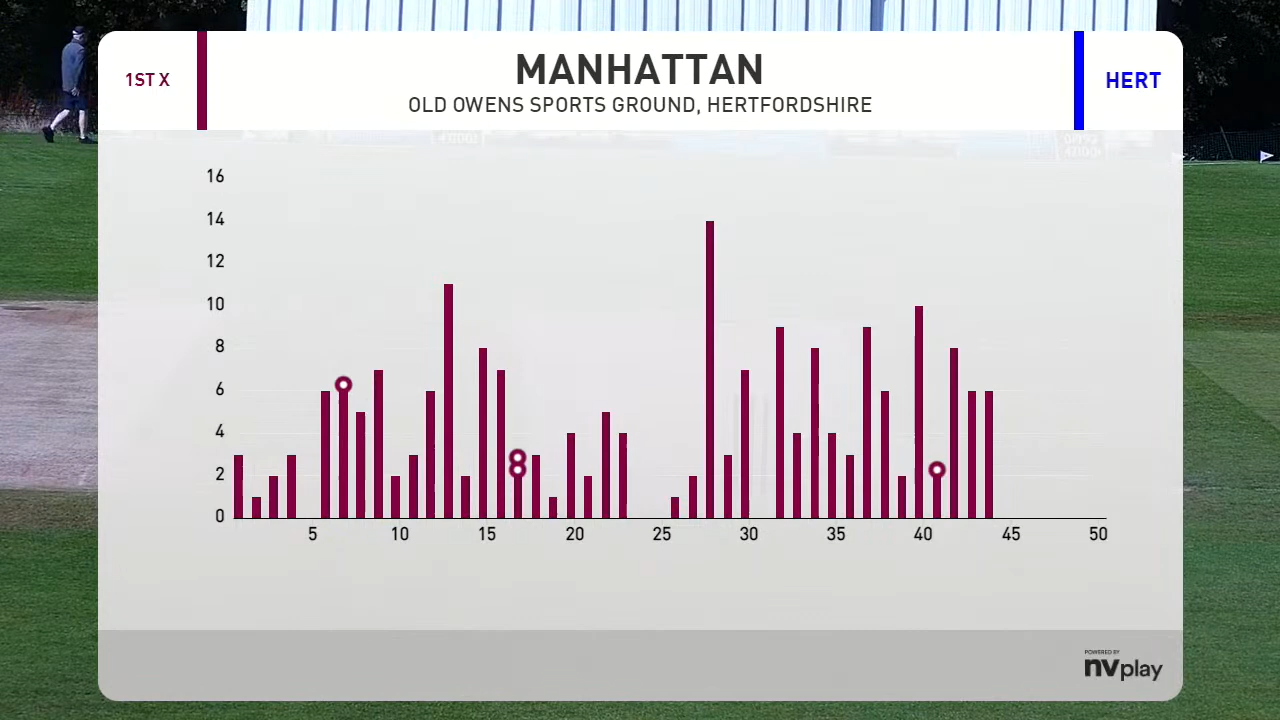 1ST X
MANHATTAN
OLD OWENS SPORTS GROUND, HERTFORDSHIRE
HERT
16
14
12
10
8
6
4
2
0
5 10 15 20 25 30 35 40 45 50
POWERED BY
nvplay